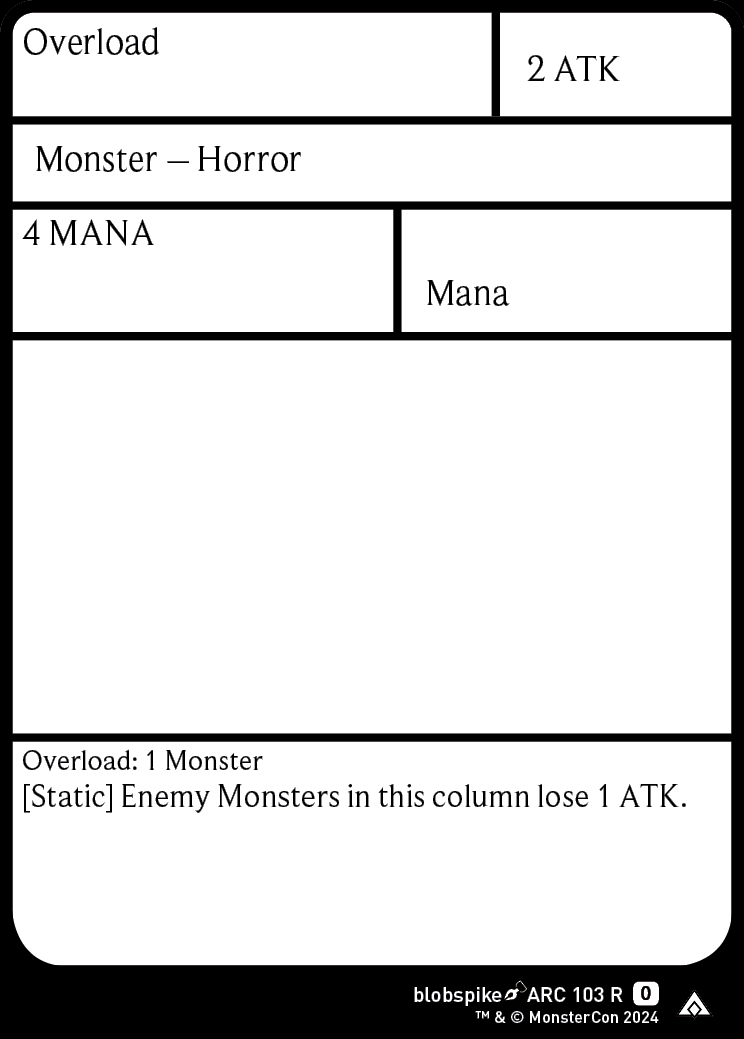 Overload
2 ATK
Monster – Horror
4 MANA
Mana
Overload: 1 Monster
[Static] Enemy Monsters in this column lose 1 ATK.
blobspike ARC 103 R 0
™ & © MonsterCon 2024